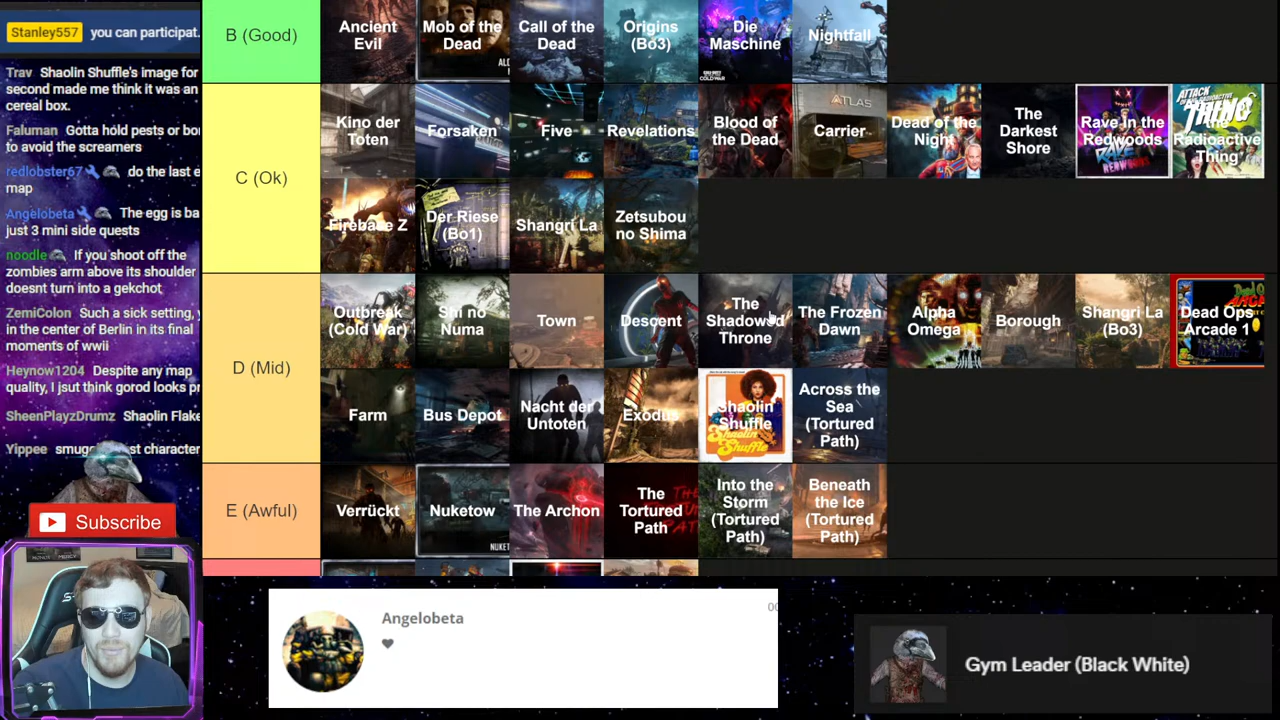 Stanley557 you can participat.
Trav Shaolin Shuffle's image for
second made me think it was an
cereal box.
Faluman Gotta hold pests or bo
to avoid the screamers
redlobster67 do the last e
map
Angelobeta The egg is ba
just 3 mini side quests
noodle If you shoot off the
zombies arm above its shoulder
doesnt turn into a gekchot
ZemiColon Such a sick setting,
in the center of Berlin in its final
moments of wwii
Heynow1204 Despite any map
quality, I jsut think gorod looks pr
SheenPlayzDrumz Shaolin Flake
Yippee smug st character
Subscribe
B (Good)
Ancient
Evil
Mob of the
Dead
Call of the
Dead
Origins
(Bo3)
Die
Maschine
Nightfall
C (Ok)
Kino der
Toten
Forsaken
Five
Revelations
Blood of
the Dead
Carrier
ATLAS
Dead of the
Night
The
Darkest
Shore
Rave in the
Redwoods
ATTACK
Radioactive
Thing
Firebase Z
Der Riese
(Bo1)
Shangri La
Zetsubou
no Shima
D (Mid)
Outbreak
(Cold War)
Shi no
Numa
Town
Descent
The
Shadowed
Throne
The Frozen
Dawn
Alpha
Omega
Borough
Shangri La
(Bo3)
Dead Ops
Arcade 1
Farm
Bus Depot
Nacht der
Untoten
Exodus
Shaolin
Shuffle
Shaolin
Shuffle
Across the
Sea
(Tortured
Path)
E (Awful)
Verrückt
Nuketow
NUKET
The Archon
The
Tortured
Path
Into the
Storm
(Tortured
Path)
Beneath
the Ice
(Tortured
Path)
Angelobeta
00
Gym Leader (Black White)